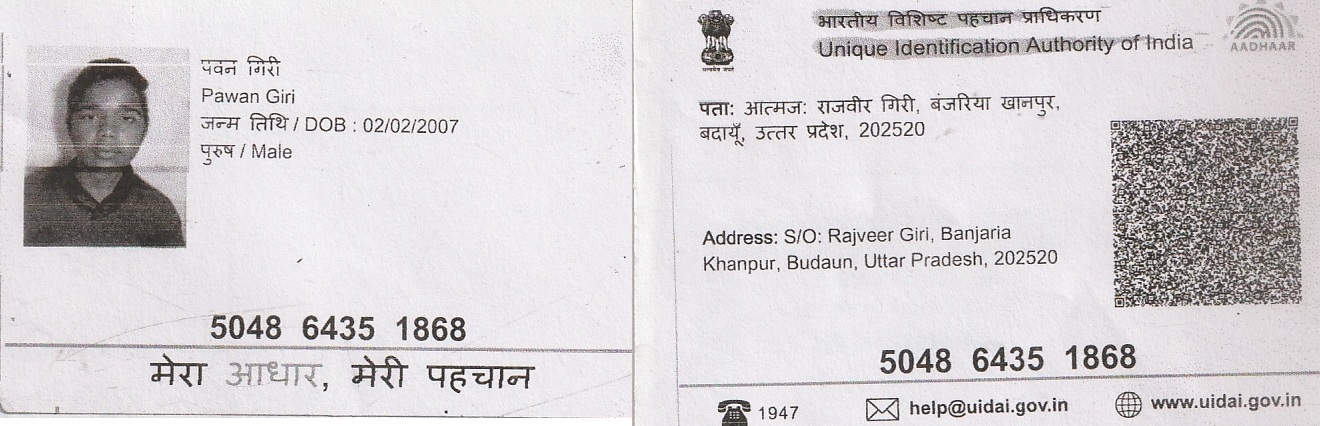 पवन गिरी
Pawan Giri
जन्म तिथि / DOB : 02/02/2007
पुरुष / Male
5048 6435 1868
मेरा आधार, मेरी पहचान
भारतीय विशिष्ट पहचान प्राधिकरण
Unique Identification Authority of India
AADHAAR
पता: आत्मज: राजवीर गिरी, बंजरिया खानपुर,
बदायूँ, उत्तर प्रदेश, 202520
Address: S/O: Rajveer Giri, Banjaria
Khanpur, Budaun, Uttar Pradesh, 202520
5048 6435 1868
1947
help@uidai.gov.in
www.uidai.gov.in